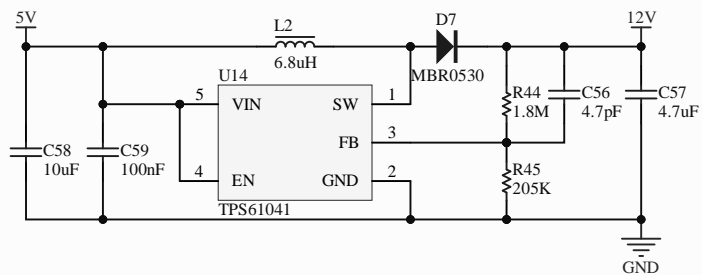 5V
L2
6.8uH
D7
MBR0530
12V
U14
5
VIN
SW
1
FB
3
4
EN
GND
2
TPS61041
C58
10uF
C59
100nF
R44
1.8M
C56
4.7pF
C57
4.7uF
R45
205K
GND